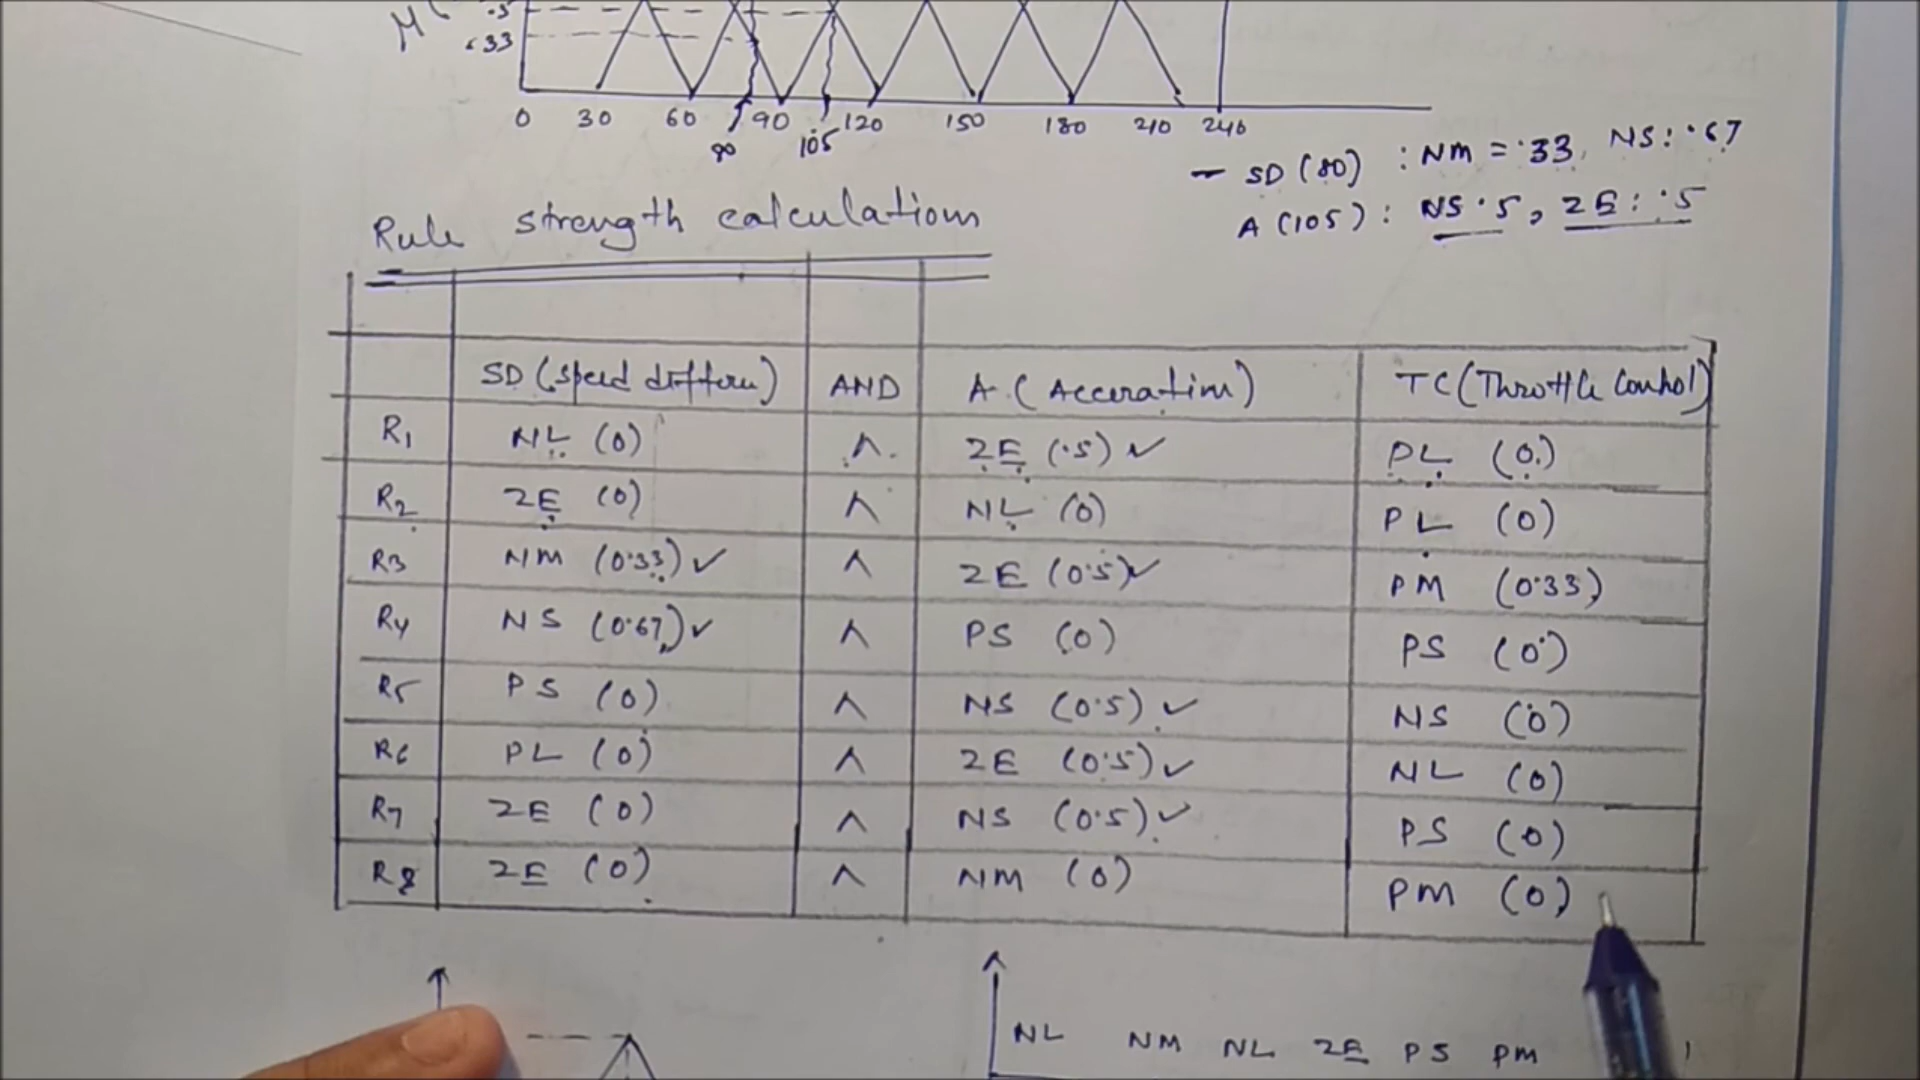 .5
.33
0 30 60 90 120 150 180 210 240
80 105
- SD (80) : NM = .33, NS: .67
A (105) : NS .5, ZE: .5
Rule strength calculation
SD (speed differen) AND A (Acceration) TC (Throttle Control)
R1 NL (0) ∧ ZE (.5) ✓ PL (0)
R2 ZE (0) ∧ NL (0) PL (0)
R3 NM (0.33) ✓ ∧ ZE (0.5) ✓ PM (0.33)
R4 NS (0.67) ✓ ∧ PS (0) PS (0)
R5 PS (0) ∧ NS (0.5) ✓ NS (0)
R6 PL (0) ∧ ZE (0.5) ✓ NL (0)
R7 ZE (0) ∧ NS (0.5) ✓ PS (0)
R8 ZE (0) ∧ NM (0) PM (0)
NL NM NL ZE PS PM